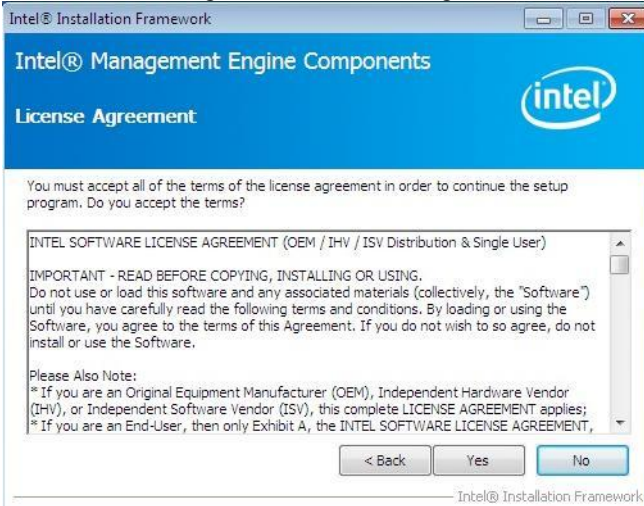 Intel® Installation Framework
Intel® Management Engine Components
License Agreement
intel
You must accept all of the terms of the license agreement in order to continue the setup
program. Do you accept the terms?
INTEL SOFTWARE LICENSE AGREEMENT (OEM / IHV / ISV Distribution & Single User)
IMPORTANT - READ BEFORE COPYING, INSTALLING OR USING.
Do not use or load this software and any associated materials (collectively, the "Software")
until you have carefully read the following terms and conditions. By loading or using the
Software, you agree to the terms of this Agreement. If you do not wish to so agree, do not
install or use the Software.
Please Also Note:
* If you are an Original Equipment Manufacturer (OEM), Independent Hardware Vendor
(IHV), or Independent Software Vendor (ISV), this complete LICENSE AGREEMENT applies;
* If you are an End-User, then only Exhibit A, the INTEL SOFTWARE LICENSE AGREEMENT,
< Back Yes No
Intel® Installation Framework